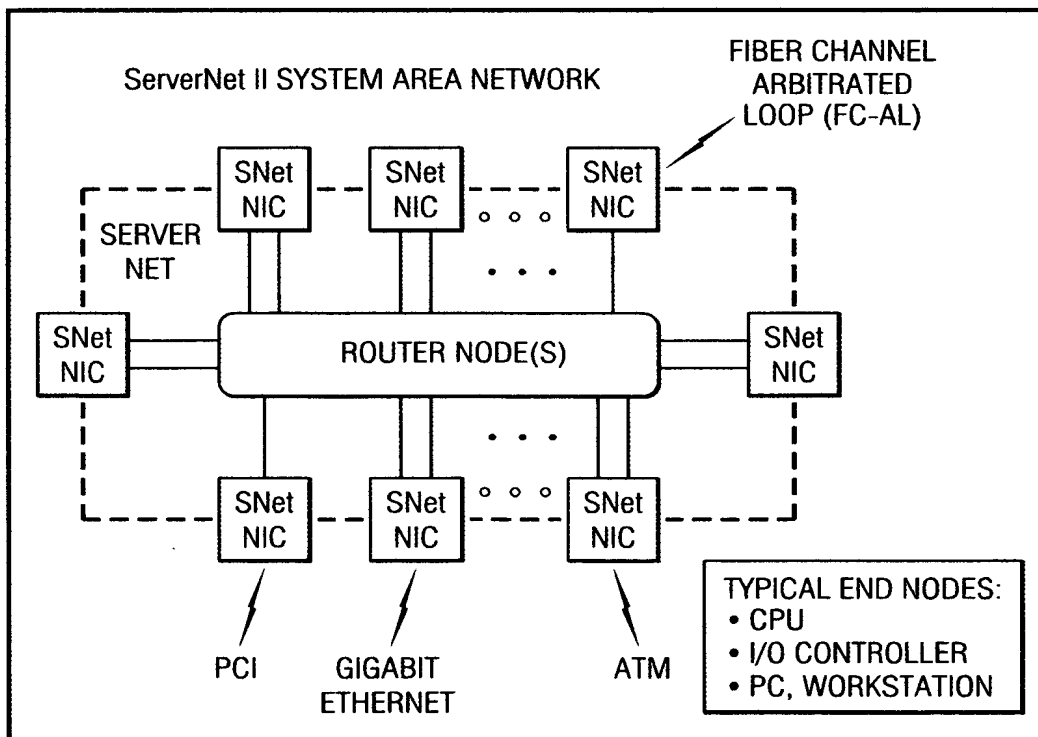 ServerNet II SYSTEM AREA NETWORK
FIBER CHANNEL
ARBITRATED
LOOP (FC-AL)
SNet
NIC
SNet
NIC
SNet
NIC
SERVER
NET
SNet
NIC
ROUTER NODE(S)
SNet
NIC
SNet
NIC
SNet
NIC
SNet
NIC
PCI
GIGABIT
ETHERNET
ATM
TYPICAL END NODES:
• CPU
• I/O CONTROLLER
• PC, WORKSTATION